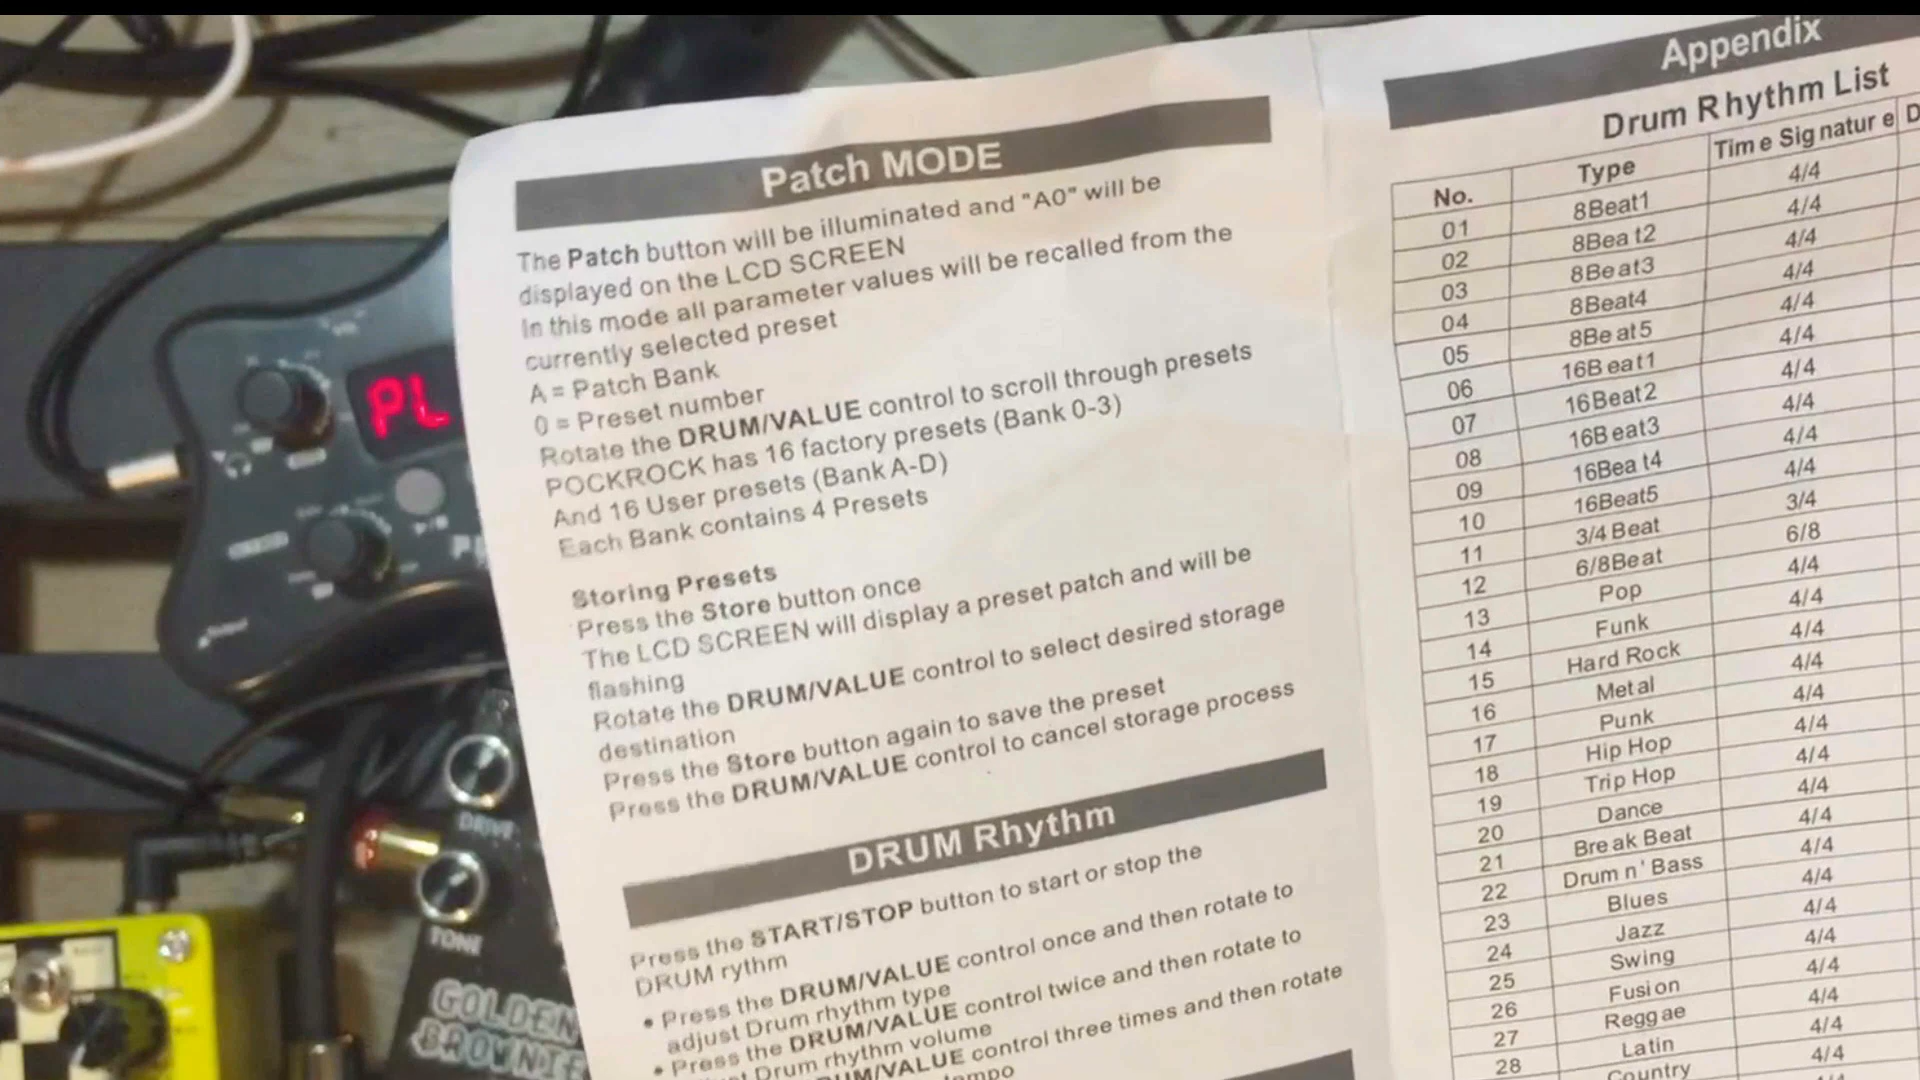 Patch MODE
The Patch button will be illuminated and "A0" will be
displayed on the LCD SCREEN
In this mode all parameter values will be recalled from the
currently selected preset
A = Patch Bank
0 = Preset number
Rotate the DRUM/VALUE control to scroll through presets
POCKROCK has 16 factory presets (Bank 0-3)
And 16 User presets (Bank A-D)
Each Bank contains 4 Presets
Storing Presets
Press the Store button once
The LCD SCREEN will display a preset patch and will be
flashing
Rotate the DRUM/VALUE control to select desired storage
destination
Press the Store button again to save the preset
Press the DRUM/VALUE control to cancel storage process
DRUM Rhythm
Press the START/STOP button to start or stop the
DRUM rythm
• Press the DRUM/VALUE control once and then rotate to
adjust Drum rhythm type
• Press the DRUM/VALUE control twice and then rotate to
Drum rhythm volume
control three times and then rotate
Appendix
Drum Rhythm List
No. Type Time Signature D
01 8Beat1 4/4
02 8Beat2 4/4
03 8Beat3 4/4
04 8Beat4 4/4
05 8Beat5 4/4
06 16Beat1 4/4
07 16Beat2 4/4
08 16Beat3 4/4
09 16Beat4 4/4
10 16Beat5 4/4
11 3/4Beat 3/4
12 6/8Beat 6/8
13 Pop 4/4
14 Funk 4/4
15 Hard Rock 4/4
16 Metal 4/4
17 Punk 4/4
18 Hip Hop 4/4
19 Trip Hop 4/4
20 Dance 4/4
21 Break Beat 4/4
22 Drum n' Bass 4/4
23 Blues 4/4
24 Jazz 4/4
25 Swing 4/4
26 Fusion 4/4
27 Reggae 4/4
28 Latin 4/4
Country 4/4
PL
DRIVE
TONE
GOLDEN
BROWNIE